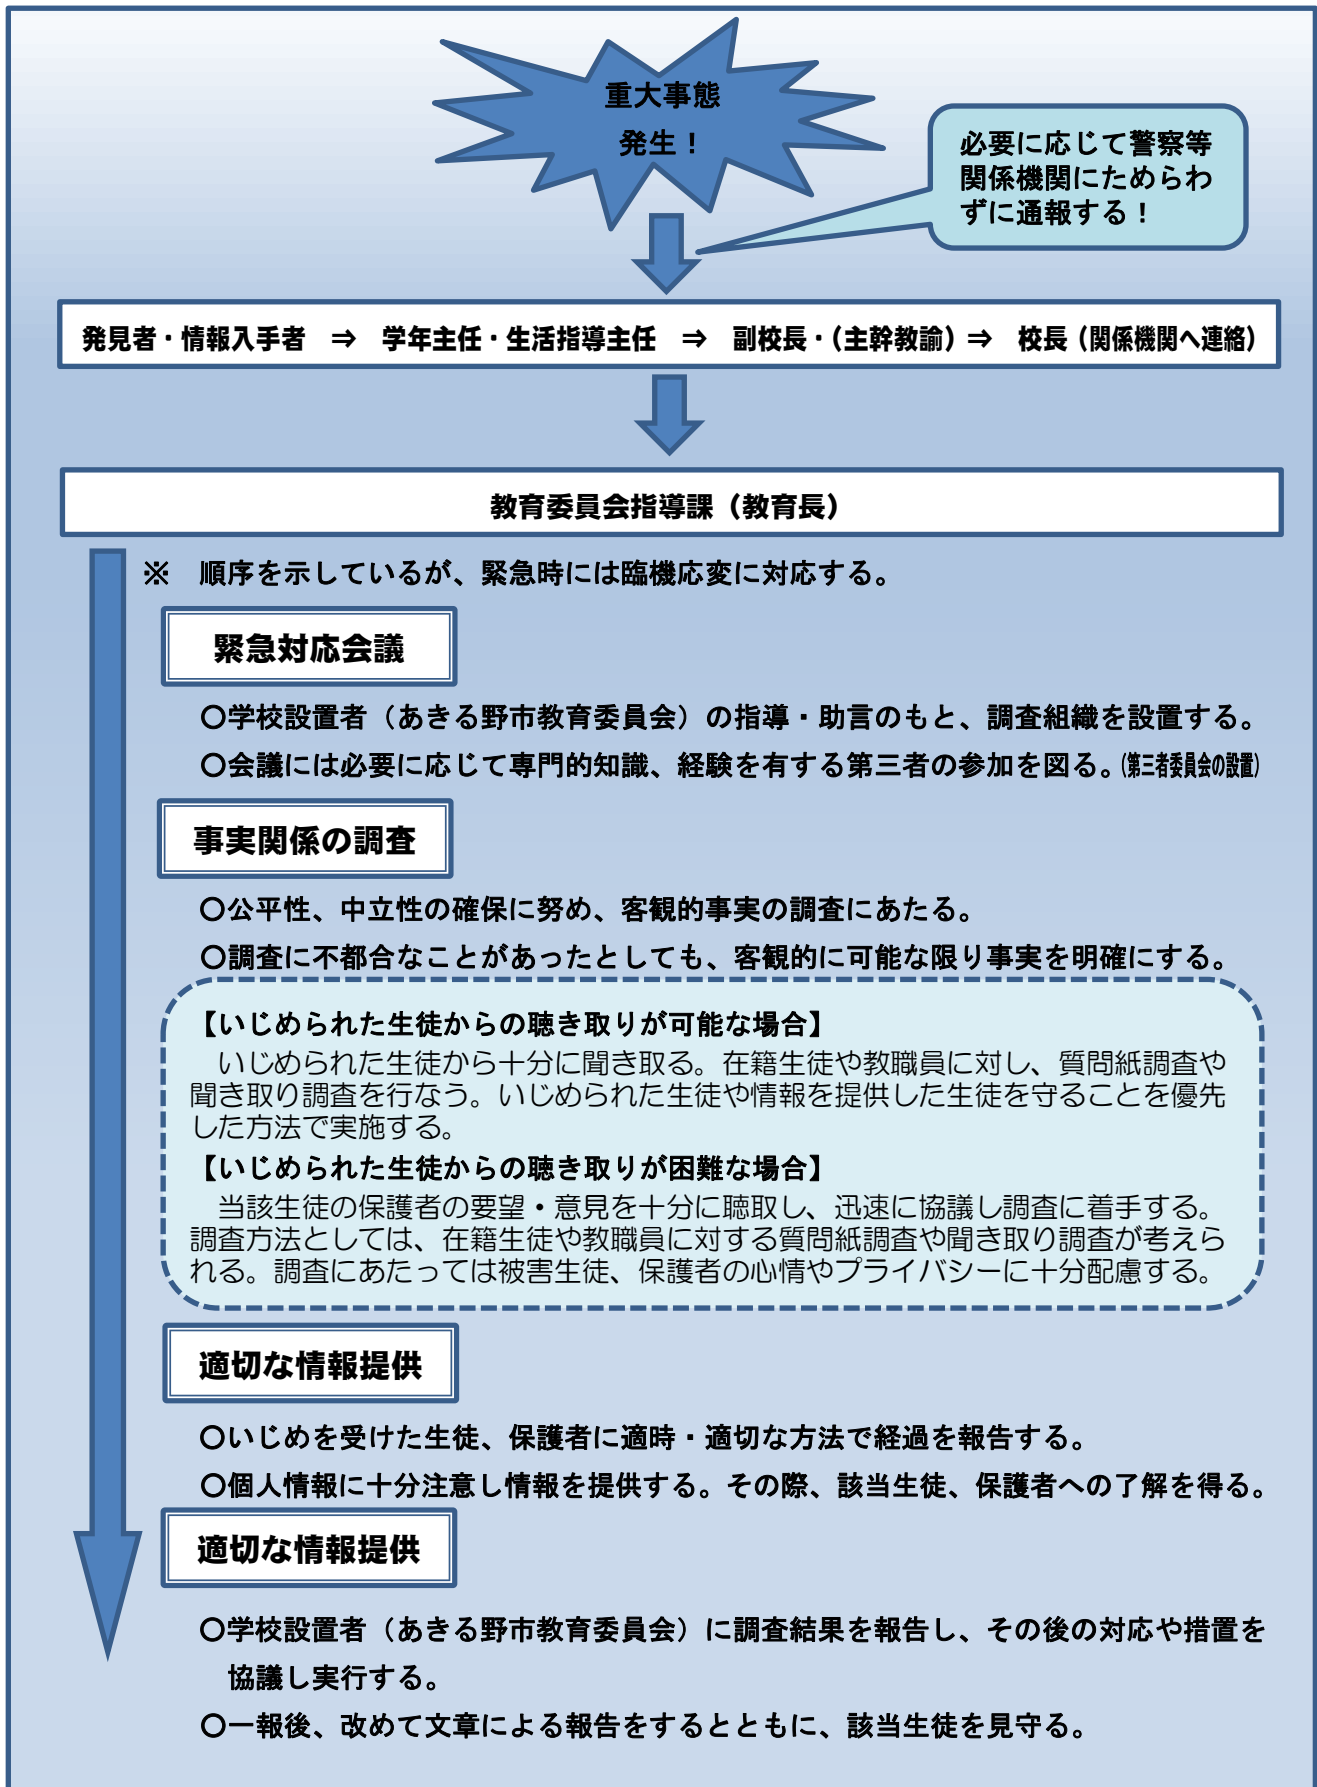 重大事態
発生！
必要に応じて警察等
関係機関にためらわ
ずに通報する！
発見者・情報入手者　⇒　学年主任・生活指導主任　⇒　副校長・（主幹教諭）⇒　校長（関係機関へ連絡）
教育委員会指導課（教育長）
※　順序を示しているが、緊急時には臨機応変に対応する。
緊急対応会議
○学校設置者（あきる野市教育委員会）の指導・助言のもと、調査組織を設置する。
○会議には必要に応じて専門的知識、経験を有する第三者の参加を図る。（第三者委員会の設置）
事実関係の調査
○公平性、中立性の確保に努め、客観的事実の調査にあたる。
○調査に不都合なことがあったとしても、客観的に可能な限り事実を明確にする。
【いじめられた生徒からの聴き取りが可能な場合】
　いじめられた生徒から十分に聞き取る。在籍生徒や教職員に対し、質問紙調査や
聞き取り調査を行なう。いじめられた生徒や情報を提供した生徒を守ることを優先
した方法で実施する。
【いじめられた生徒からの聴き取りが困難な場合】
　当該生徒の保護者の要望・意見を十分に聴取し、迅速に協議し調査に着手する。
調査方法としては、在籍生徒や教職員に対する質問紙調査や聞き取り調査が考えら
れる。調査にあたっては被害生徒、保護者の心情やプライバシーに十分配慮する。
適切な情報提供
○いじめを受けた生徒、保護者に適時・適切な方法で経過を報告する。
○個人情報に十分注意し情報を提供する。その際、該当生徒、保護者への了解を得る。
適切な情報提供
○学校設置者（あきる野市教育委員会）に調査結果を報告し、その後の対応や措置を
協議し実行する。
○一報後、改めて文章による報告をするとともに、該当生徒を見守る。